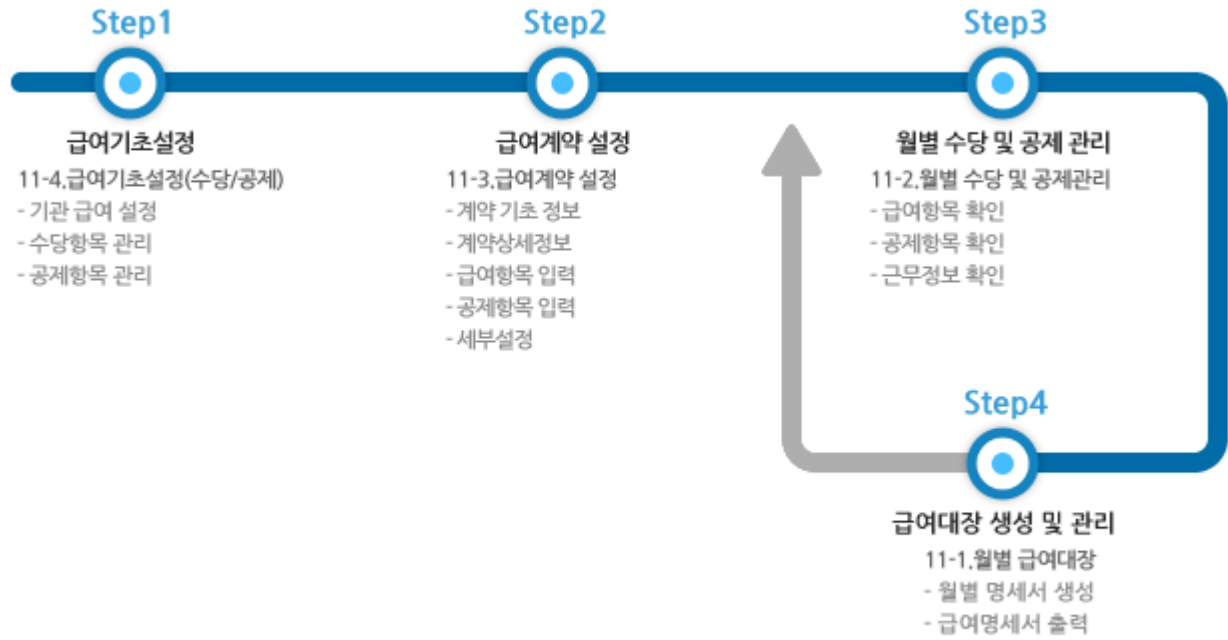 Step1
급여기초설정
11-4.급여기초설정(수당/공제)
- 기관 급여 설정
- 수당항목 관리
- 공제항목 관리
Step2
급여계약 설정
11-3.급여계약 설정
- 계약 기초 정보
- 계약상세정보
- 급여항목 입력
- 공제항목 입력
- 세부설정
Step3
월별 수당 및 공제 관리
11-2.월별 수당 및 공제관리
- 급여항목 확인
- 공제항목 확인
- 근무정보 확인
Step4
급여대장 생성 및 관리
11-1.월별 급여대장
- 월별 명세서 생성
- 급여명세서 출력